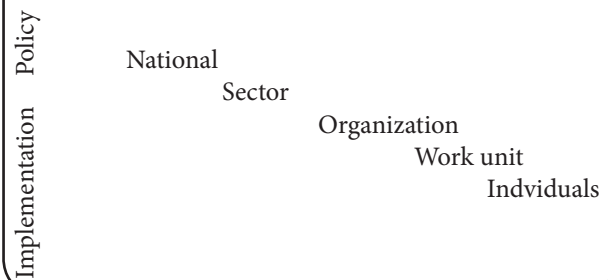 Policy
National
Sector
Organization
Work unit
Indviduals
Implementation